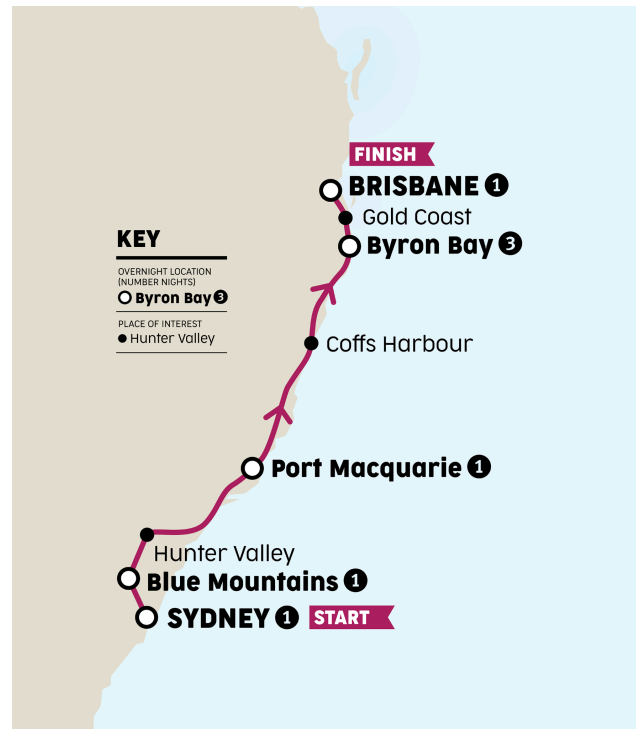 FINISH
BRISBANE 1
Gold Coast
Byron Bay 3
KEY
OVERNIGHT LOCATION
(NUMBER NIGHTS)
Byron Bay 3
PLACE OF INTEREST
Hunter Valley
Coffs Harbour
Port Macquarie 1
Hunter Valley
Blue Mountains 1
SYDNEY 1 START